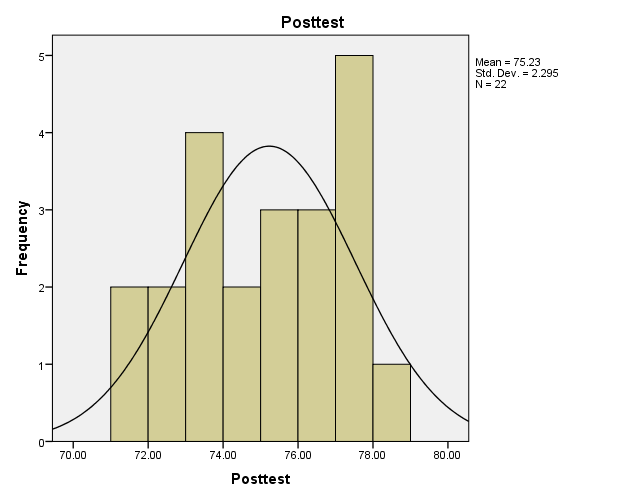 Posttest
Mean = 75.23
Std. Dev. = 2.295
N = 22
5
4
3
2
1
0
Frequency
70.00 72.00 74.00 76.00 78.00 80.00
Posttest